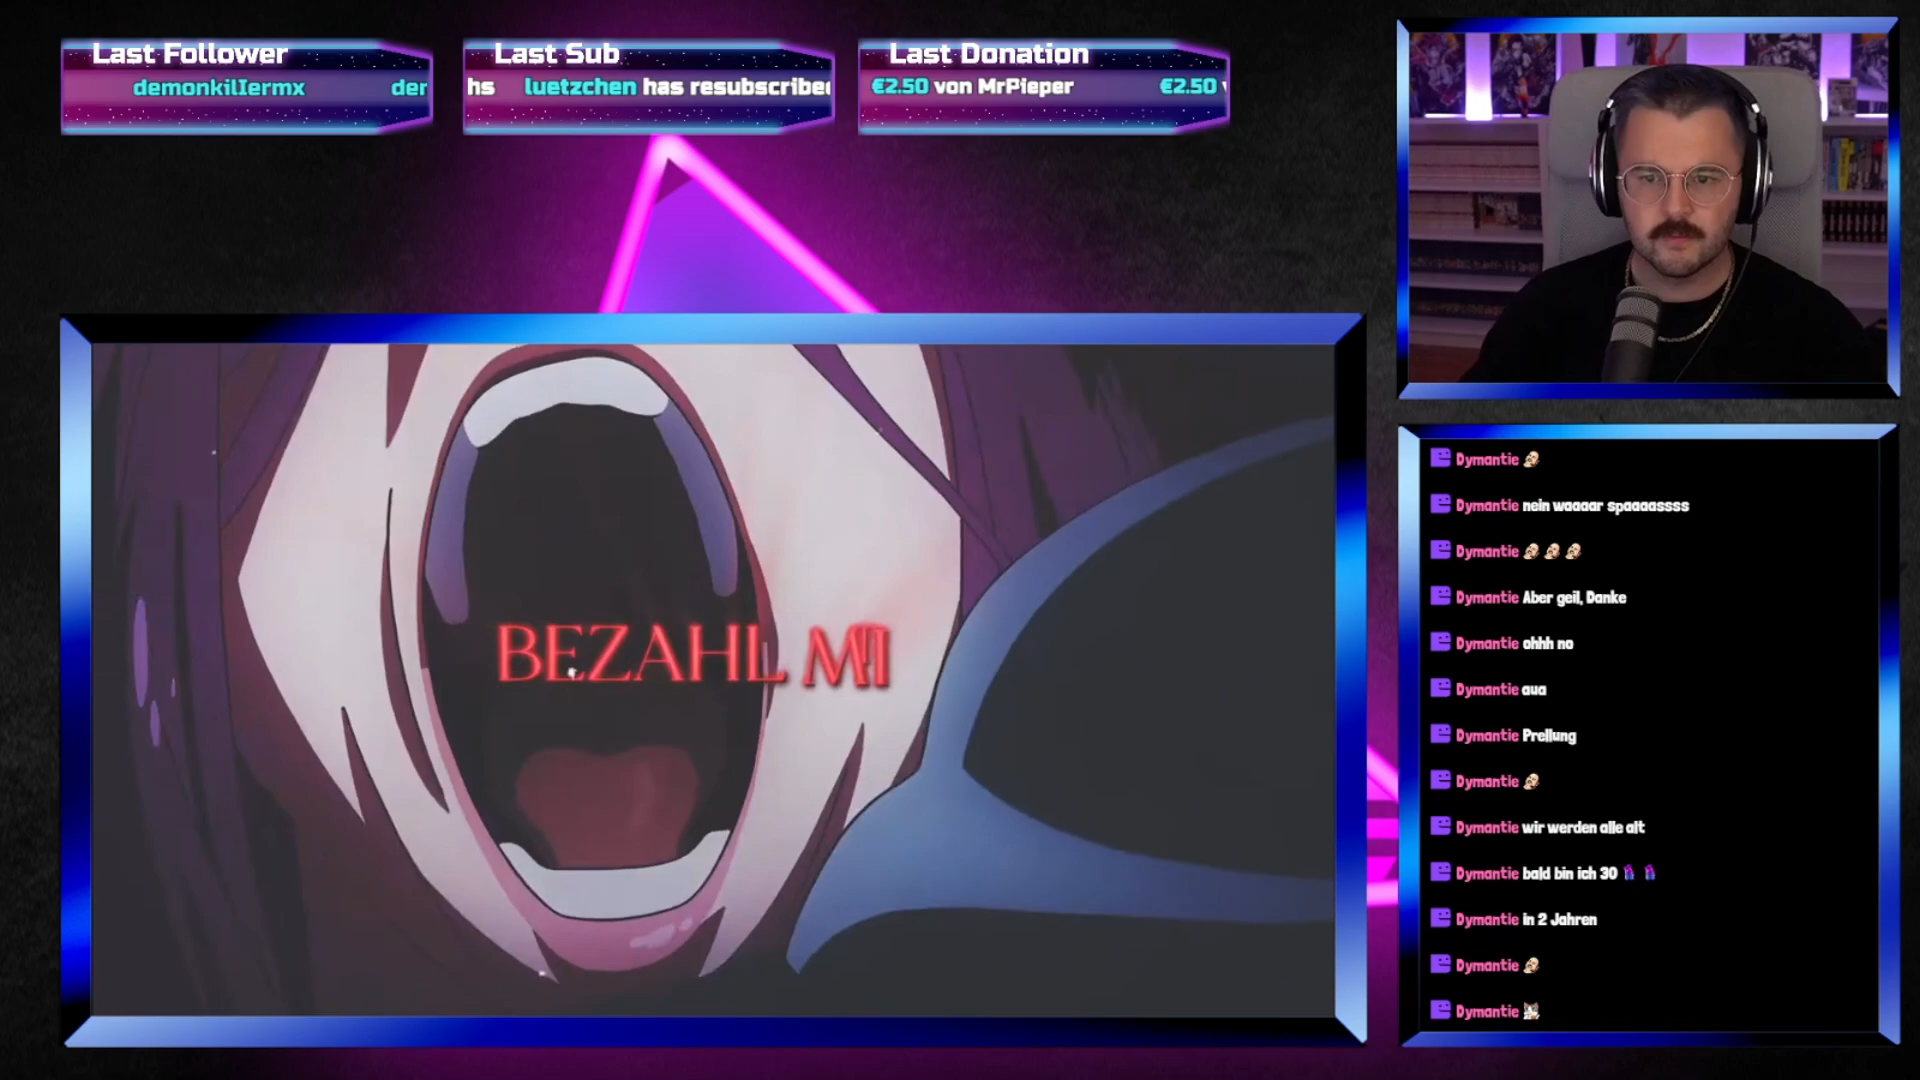 Last Follower
demonkilIermx der
Last Sub
hs luetzchen has resubscribed
Last Donation
€2.50 von MrPieper €2.50 v
BEZAHL MI
Dymantie
Dymantie nein waaaar spaaaassss
Dymantie
Dymantie Aber geil, Danke
Dymantie ohhh no
Dymantie aua
Dymantie Prellung
Dymantie
Dymantie wir werden alle alt
Dymantie bald bin ich 30
Dymantie in 2 Jahren
Dymantie
Dymantie